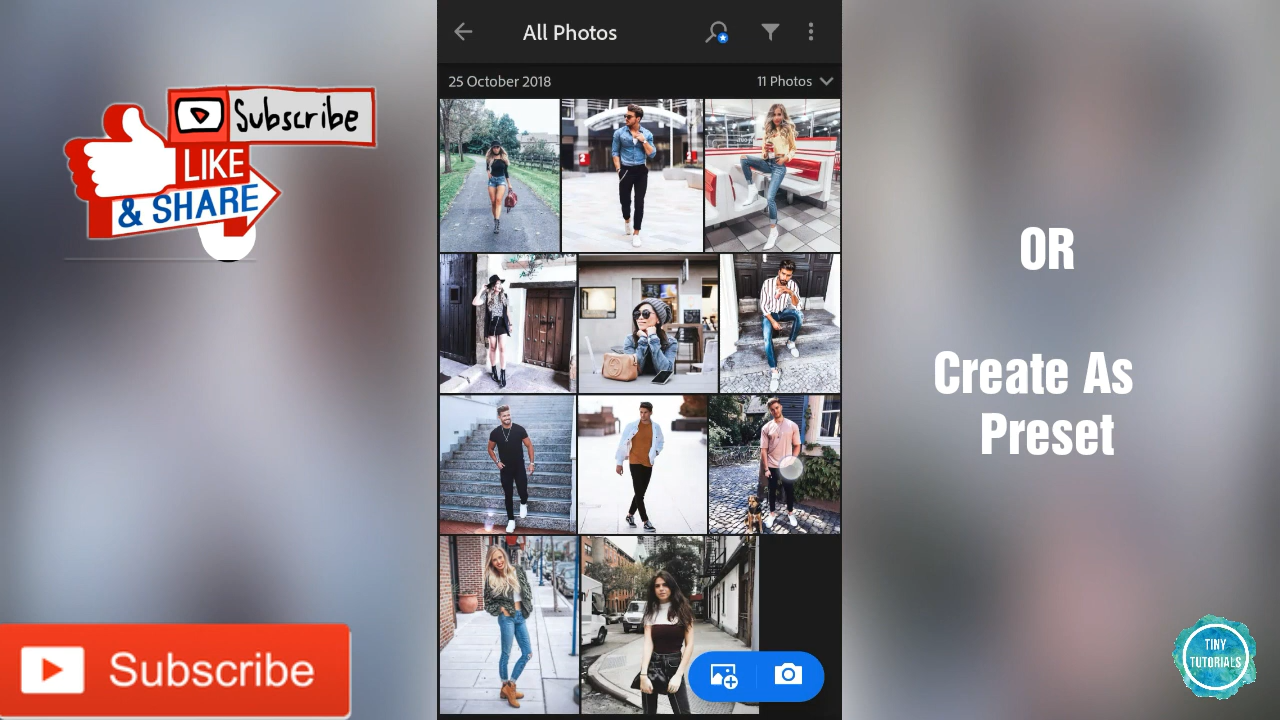 Subscribe
LIKE
& SHARE
All Photos
25 October 2018
11 Photos
OR
Create As
Preset
Subscribe
TINY
TUTORIALS